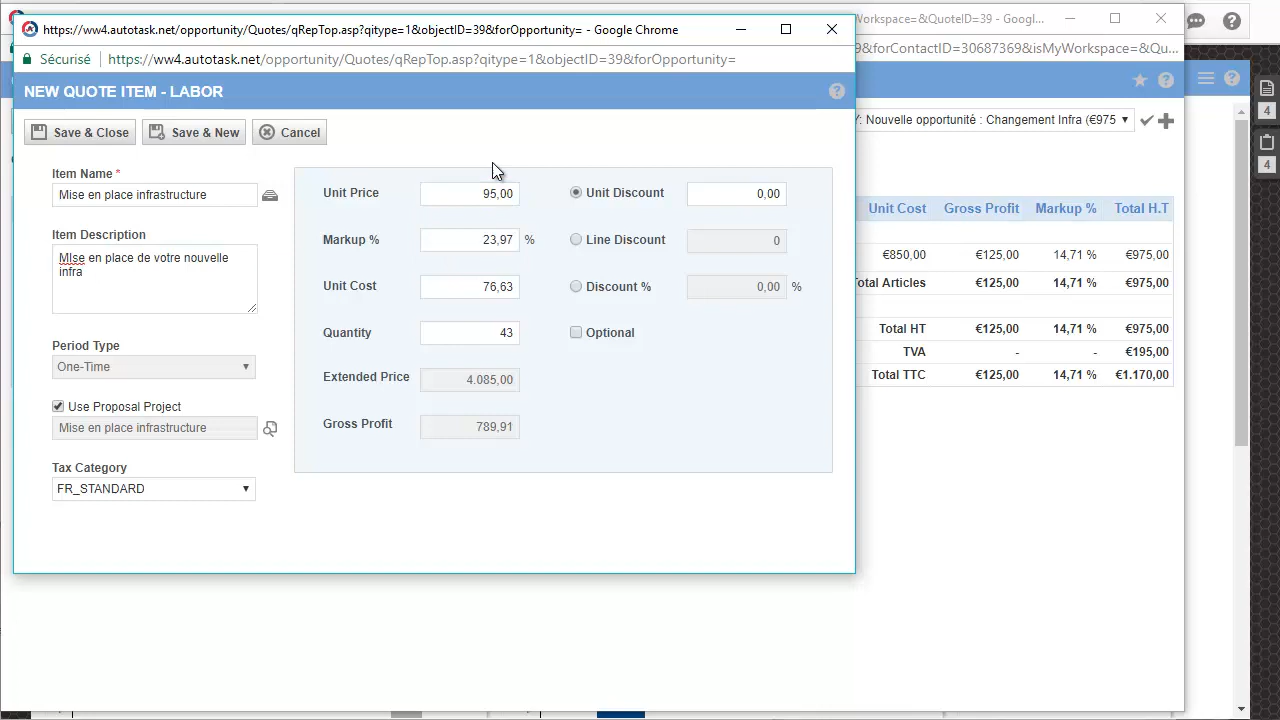 https://ww4.autotask.net/opportunity/Quotes/qRepTop.asp?qitype=1&objectID=39&forOpportunity= - Google Chrome
Workspace=&QuoteID=39 - Googl...
Sécurisé
https://ww4.autotask.net/opportunity/Quotes/qRepTop.asp?qitype=1&objectID=39&forOpportunity=
9&forContactID=30687369&isMyWorkspace=&Qu...
NEW QUOTE ITEM - LABOR
Save & Close
Save & New
Cancel
Y: Nouvelle opportunité : Changement Infra (€975
4
4
Item Name *
Mise en place infrastructure
Item Description
MIse en place de votre nouvelle
infra
Period Type
One-Time
Use Proposal Project
Mise en place infrastructure
Tax Category
FR_STANDARD
Unit Price 95,00
Markup % 23,97 %
Unit Cost 76,63
Quantity 43
Extended Price 4.085,00
Gross Profit 789,91
Unit Discount 0,00
Line Discount 0
Discount % 0,00 %
Optional
Unit Cost Gross Profit Markup % Total H.T
€850,00 €125,00 14,71 % €975,00
otal Articles €125,00 14,71 % €975,00
Total HT €125,00 14,71 % €975,00
TVA - - €195,00
Total TTC €125,00 14,71 % €1.170,00